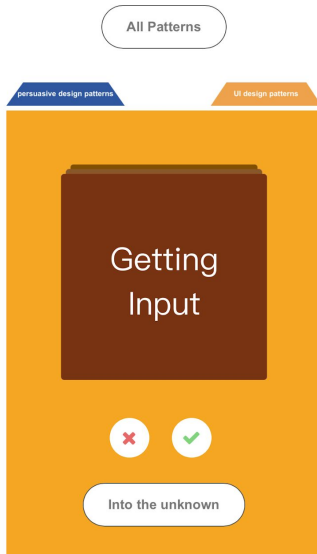 All Patterns
persuasive design patterns
UI design patterns
Getting
Input
Into the unknown